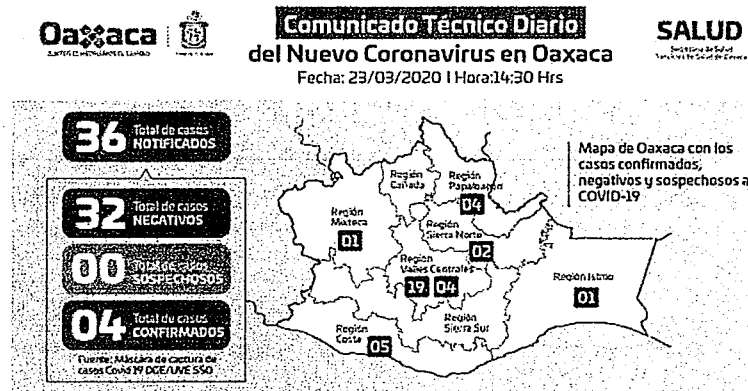 Oaxaca
Comunicado Técnico Diario
del Nuevo Coronavirus en Oaxaca
Fecha: 23/03/2020 | Hora:14:30 Hrs
SALUD
36 Total de casos
NOTIFICADOS
32 Total de casos
NEGATIVOS
00 Total de casos
SOSPECHOSOS
04 Total de casos
CONFIRMADOS
Fuente: Máscara de captura de
casos Covid 19 DGE/UVE SSO
Mapa de Oaxaca con los
casos confirmados,
negativos y sospechosos a
COVID-19
Región
Cañada
Región
Papaloapan
04
Región
Mixteca
01
Región
Sierra Norte
02
Región
Valles Centrales
19 04
Región Istmo
01
Región
Costa
05
Región
Sierra Sur